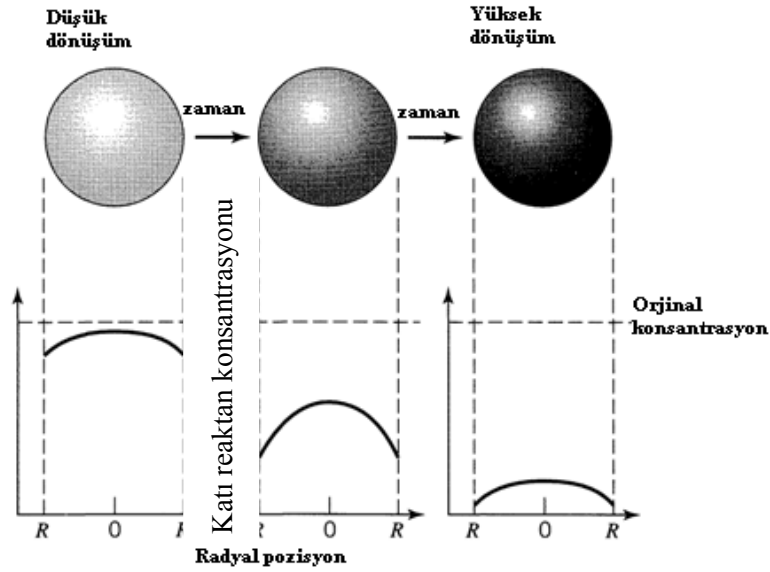 Düşük
dönüşüm
Yüksek
dönüşüm
zaman
zaman
Katı reaktan konsantrasyonu
Orjinal
konsantrasyon
R 0 R
R 0 R
R 0 R
Radyal pozisyon